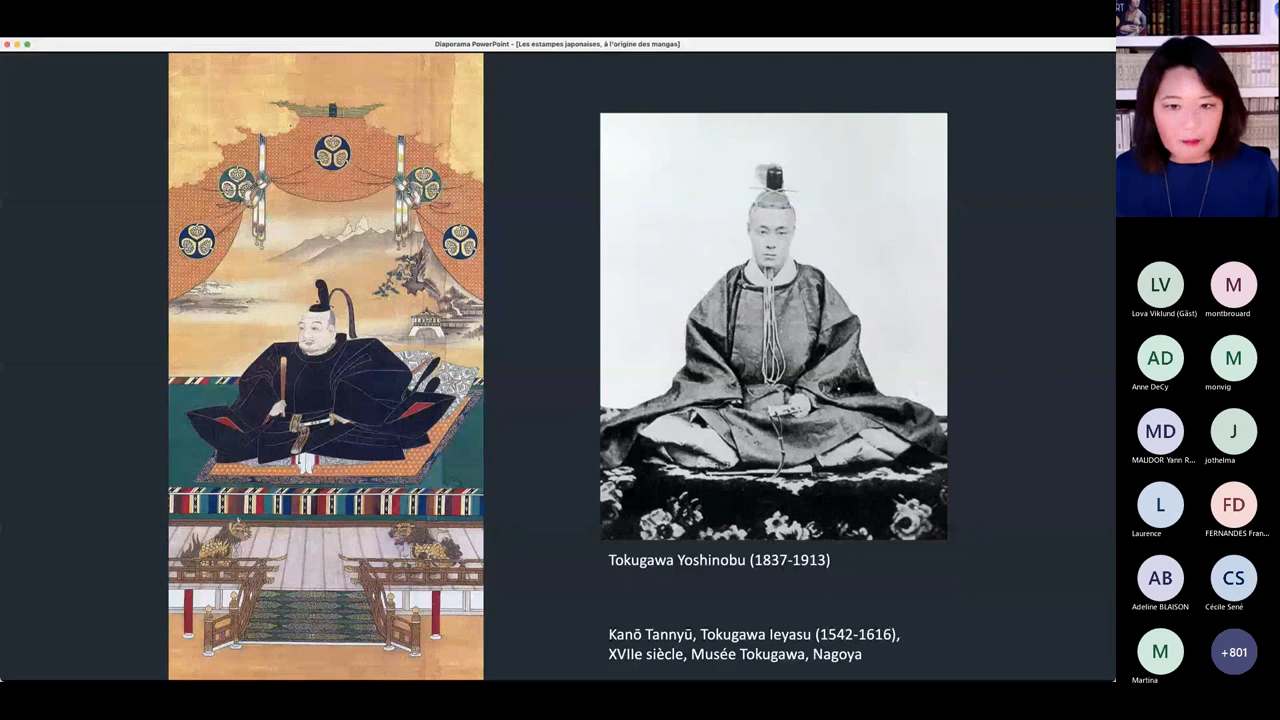 Diaporama PowerPoint - [Les estampes japonaises, à l'origine des mangas]
Tokugawa Yoshinobu (1837-1913)
Kanō Tannyū, Tokugawa Ieyasu (1542-1616),
XVIIe siècle, Musée Tokugawa, Nagoya
RT
LV
M
Lova Viklund (Gäst)
montbrouard
AD
M
Anne DeCy
monvig
MD
J
MALIDOR Yann R...
jothelma
L
FD
Laurence
FERNANDES Fran...
AB
CS
Adeline BLAISON
Cécile Sené
M
+801
Martina